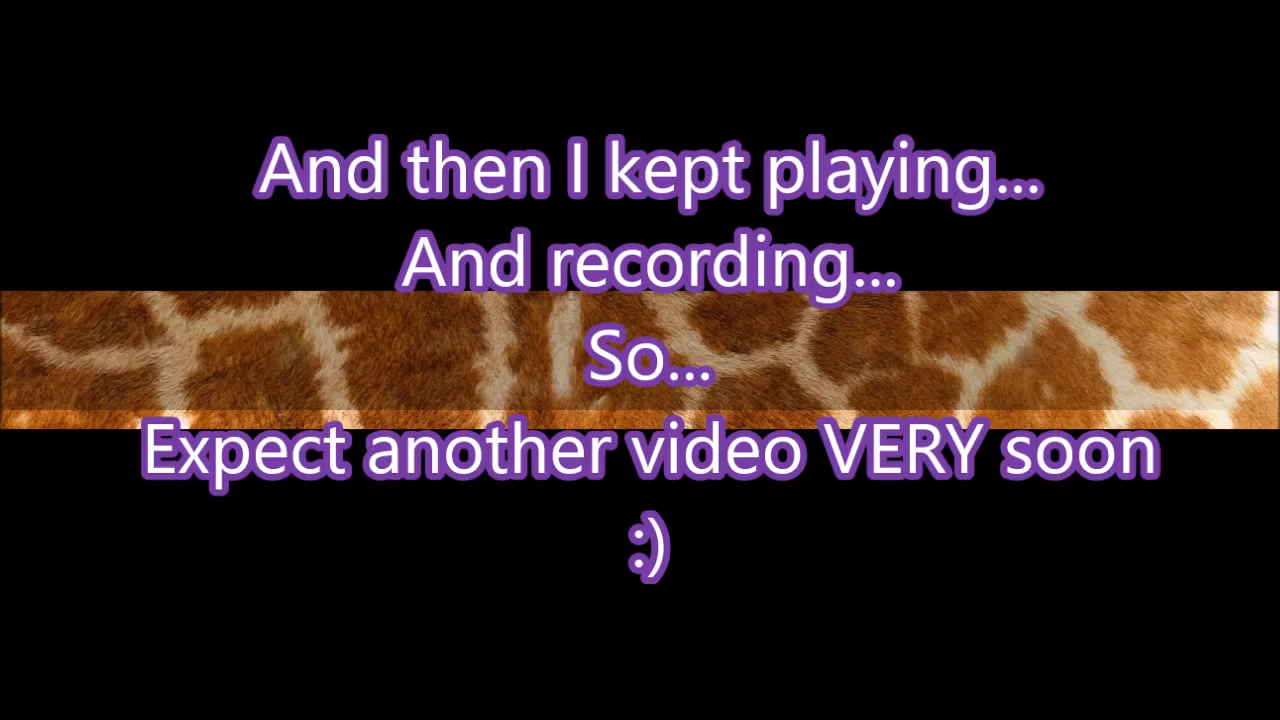 And then I kept playing...
And recording...
So...
Expect another video VERY soon
:)